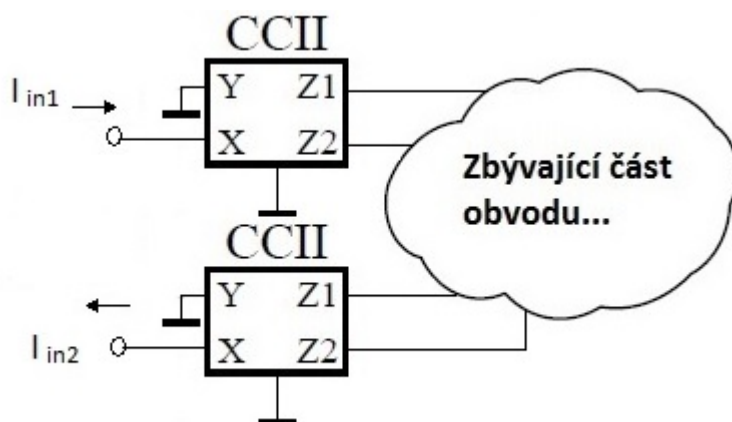 CCII
I in1
Y Z1
X Z2
Zbývající část
obvodu...
CCII
Y Z1
I in2
X Z2